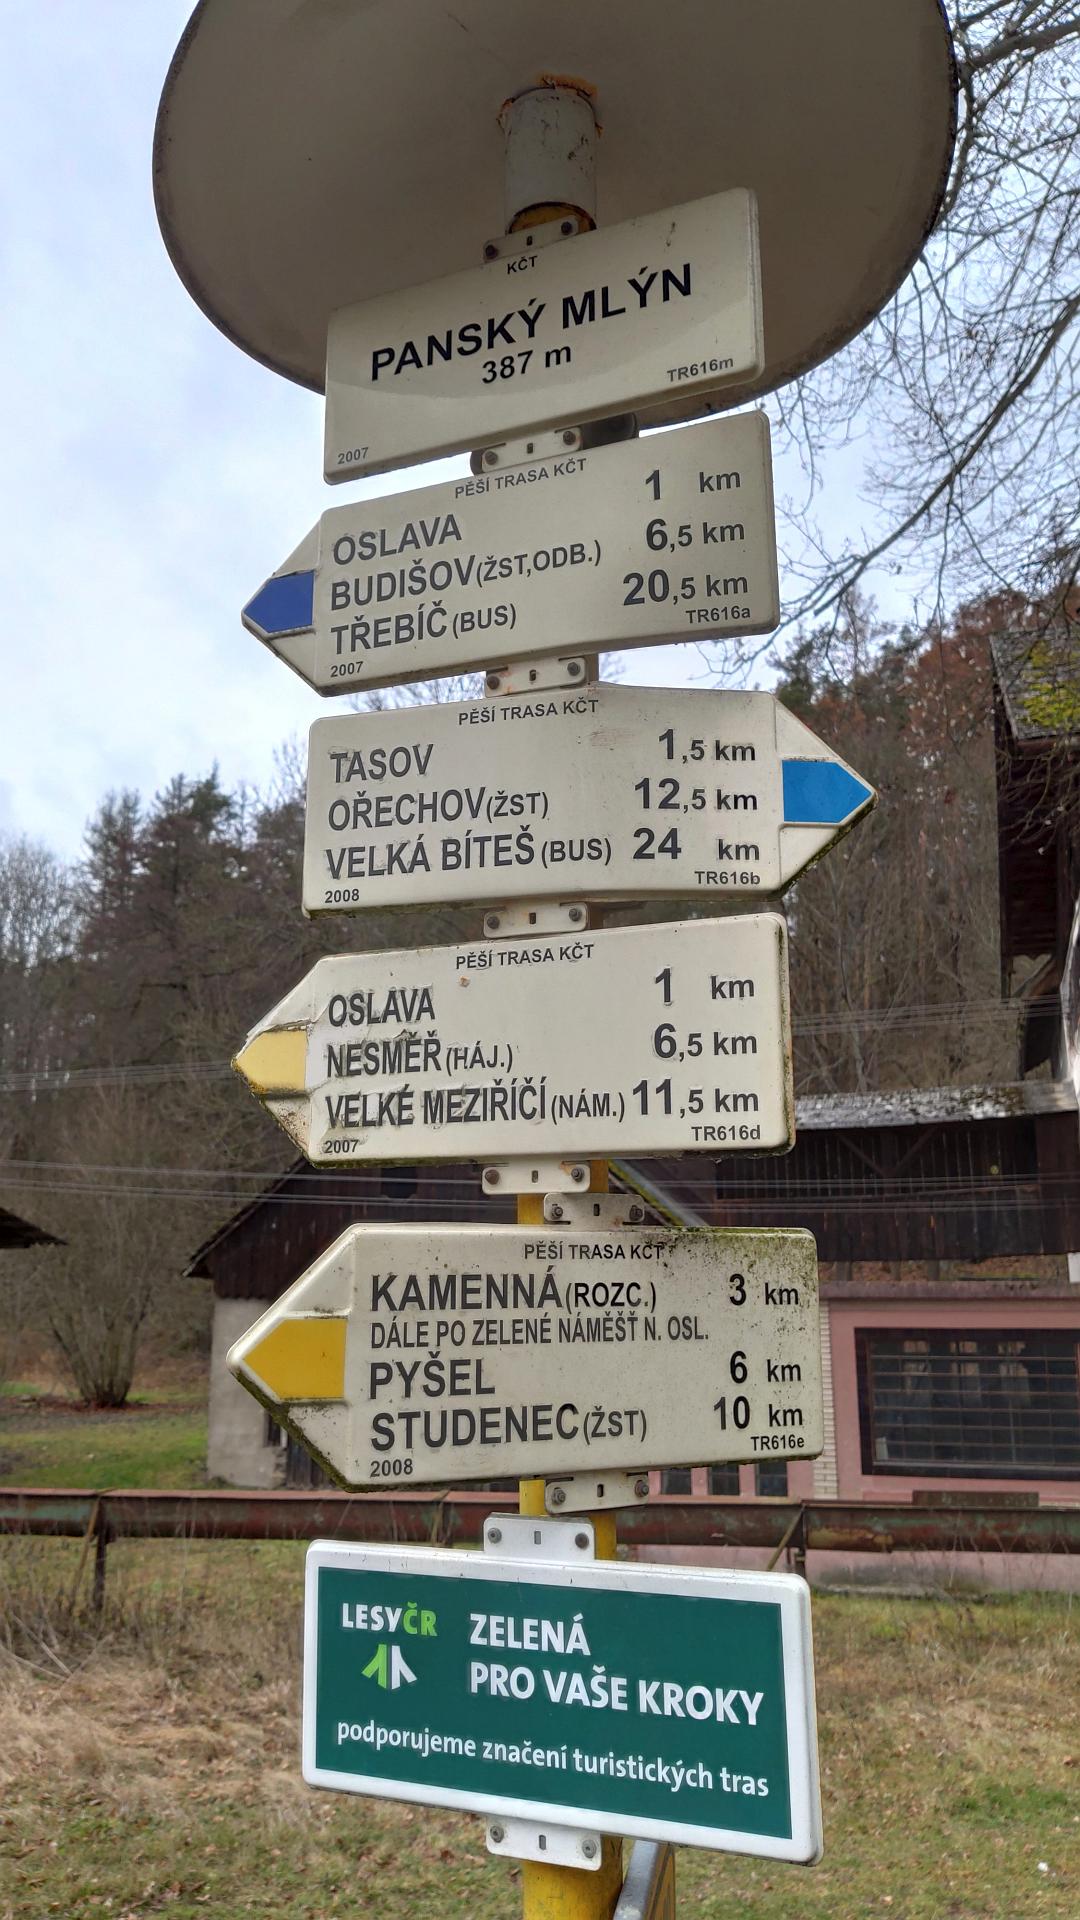 KČT
PANSKÝ MLÝN
387 m
TR616m
2007
PĚŠÍ TRASA KČT
OSLAVA 1 km
BUDIŠOV(ŽST,ODB.) 6,5 km
TŘEBÍČ(BUS) 20,5 km
2007 TR616a
PĚŠÍ TRASA KČT
TASOV 1,5 km
OŘECHOV(ŽST) 12,5 km
VELKÁ BÍTEŠ(BUS) 24 km
2008 TR616b
PĚŠÍ TRASA KČT
OSLAVA 1 km
NESMĚŘ(HÁJ.) 6,5 km
VELKÉ MEZIŘÍČÍ(NÁM.) 11,5 km
2007 TR616d
PĚŠÍ TRASA KČT
KAMENNÁ(ROZC.) 3 km
DÁLE PO ZELENÉ NÁMĚŠŤ N. OSL.
PYŠEL 6 km
STUDENEC(ŽST) 10 km
2008 TR616e
LESYČR
ZELENÁ
PRO VAŠE KROKY
podporujeme značení turistických tras